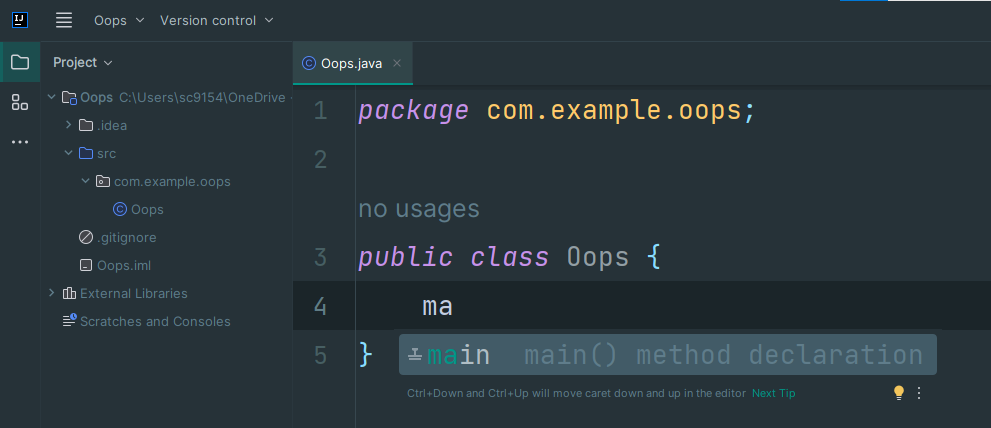 IJ
Oops Version control
Project
Oops.java
Oops C:\Users\sc9154\OneDrive -
.idea
src
com.example.oops
Oops
.gitignore
Oops.iml
External Libraries
Scratches and Consoles
1 package com.example.oops;
2
no usages
3 public class Oops {
4 ma
5 }
main main() method declaration
Ctrl+Down and Ctrl+Up will move caret down and up in the editor Next Tip